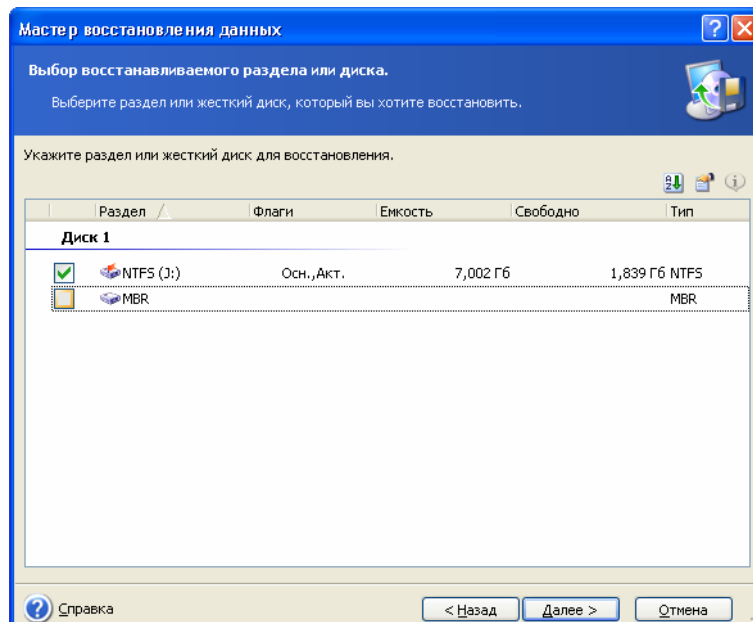 Мастер восстановления данных
Выбор восстанавливаемого раздела или диска.
Выберите раздел или жесткий диск, который вы хотите восстановить.
Укажите раздел или жесткий диск для восстановления.
Раздел Флаги Емкость Свободно Тип
Диск 1
NTFS (J:) Осн.,Акт. 7,002 Гб 1,839 Гб NTFS
MBR MBR
Справка < Назад Далее > Отмена